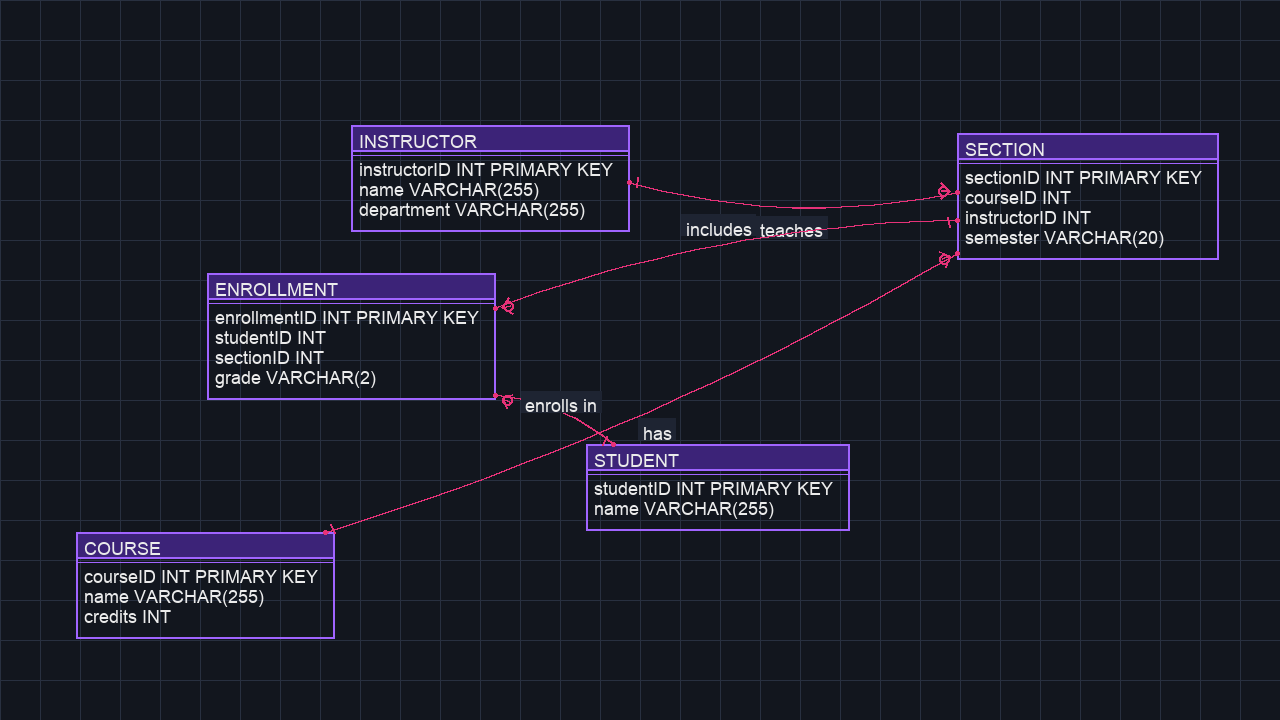 INSTRUCTOR
instructorID INT PRIMARY KEY
name VARCHAR(255)
department VARCHAR(255)
SECTION
sectionID INT PRIMARY KEY
courseID INT
instructorID INT
semester VARCHAR(20)
includes
teaches
ENROLLMENT
enrollmentID INT PRIMARY KEY
studentID INT
sectionID INT
grade VARCHAR(2)
enrolls in
has
STUDENT
studentID INT PRIMARY KEY
name VARCHAR(255)
COURSE
courseID INT PRIMARY KEY
name VARCHAR(255)
credits INT